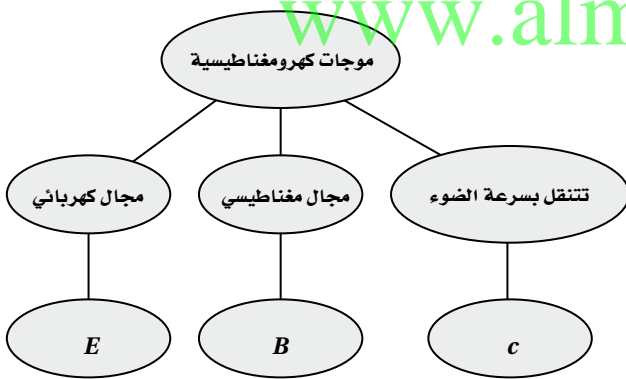 www.alm
موجات كهرومغناطيسية
تتنقل بسرعة الضوء
مجال مغناطيسي
مجال كهربائي
c
B
E